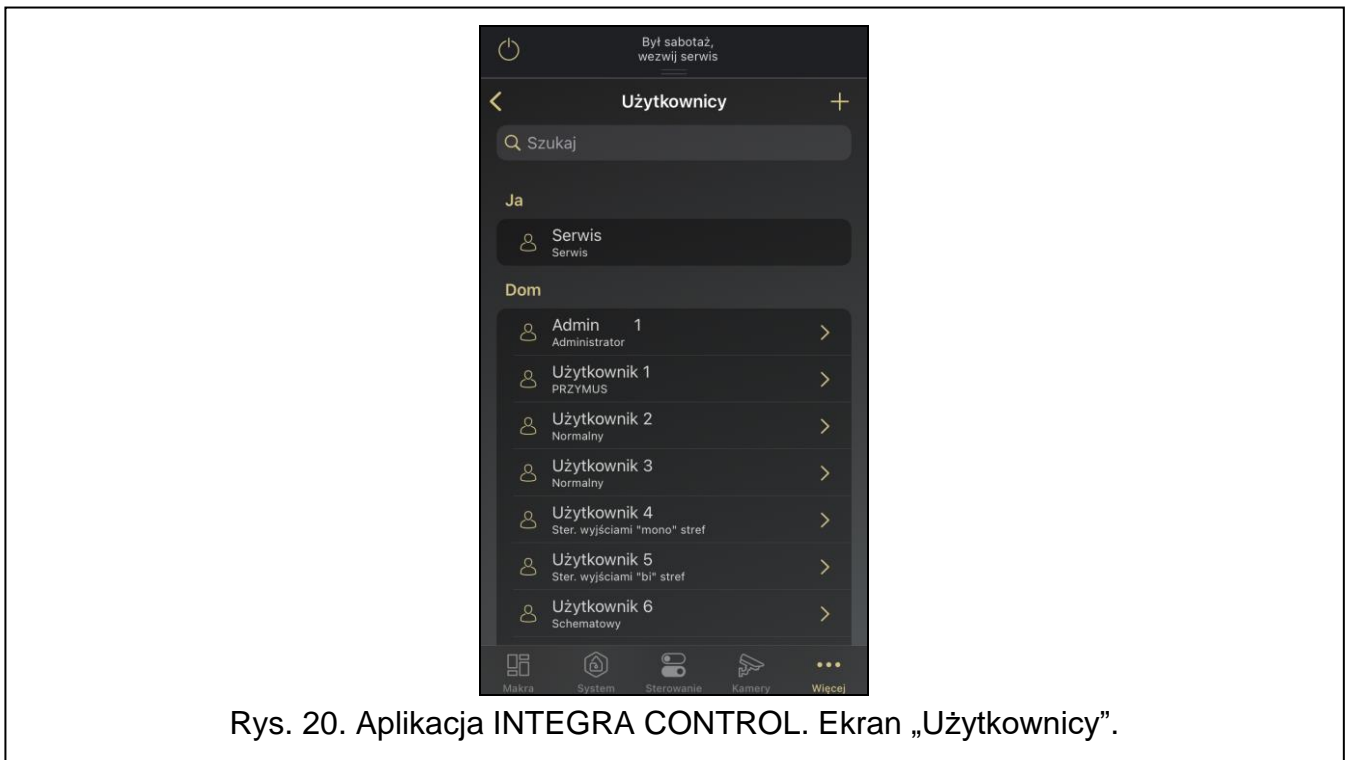 Był sabotaż,
wezwij serwis
Użytkownicy
Szukaj
Ja
Serwis
Serwis
Dom
Admin 1
Administrator
Użytkownik 1
PRZYMUS
Użytkownik 2
Normalny
Użytkownik 3
Normalny
Użytkownik 4
Ster. wyjściami "mono" stref
Użytkownik 5
Ster. wyjściami "bi" stref
Użytkownik 6
Schematowy
Makra System Sterowanie Kamery Więcej
Rys. 20. Aplikacja INTEGRA CONTROL. Ekran „Użytkownicy”.